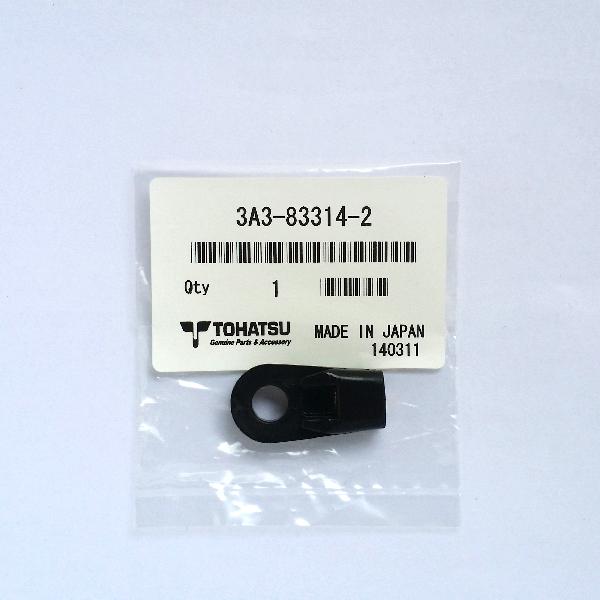 3A3-83314-2
Qty 1
TOHATSU
Genuine Parts & Accessory
MADE IN JAPAN
140311